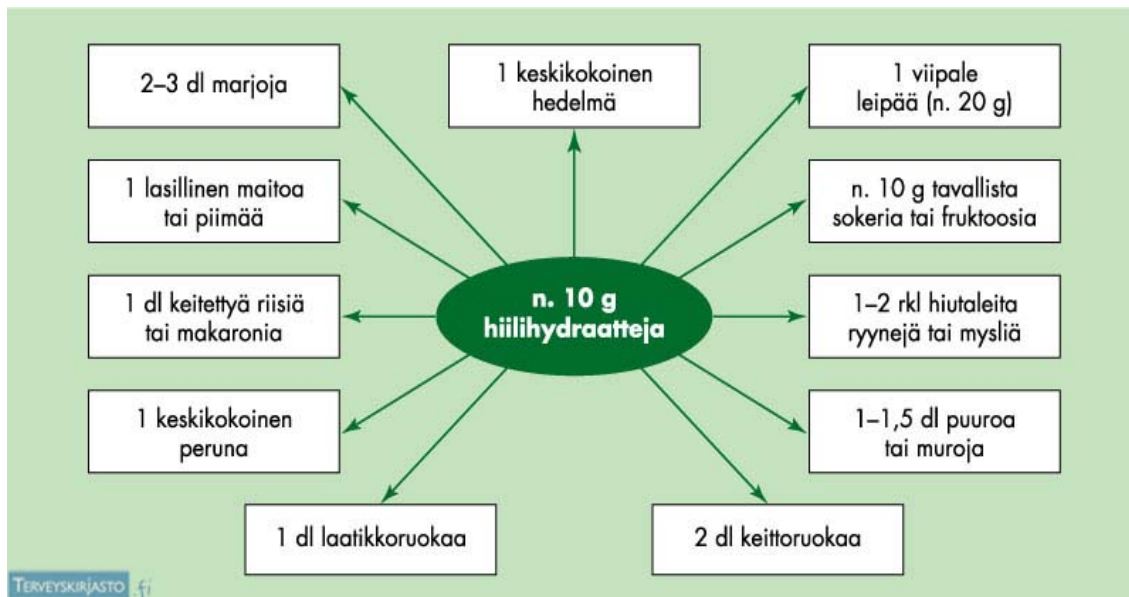 2–3 dl marjoja
1 keskikokoinen
hedelmä
1 viipale
leipää (n. 20 g)
1 lasillinen maitoa
tai piimää
n. 10 g tavallista
sokeria tai fruktoosia
1 dl keitettyä riisiä
tai makaronia
n. 10 g
hiilihydraatteja
1–2 rkl hiutaleita
ryynejä tai mysliä
1 keskikokoinen
peruna
1–1,5 dl puuroa
tai muroja
1 dl laatikkoruokaa
2 dl keittoruokaa
TERVEYSKIRJASTO.fi